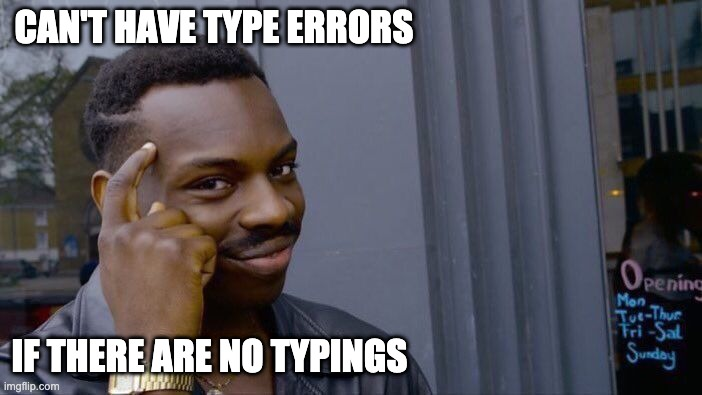 CAN'T HAVE TYPE ERRORS
Opening
Mon
Tue-Thur
Fri-Sat
Sunday
IF THERE ARE NO TYPINGS
imgflip.com